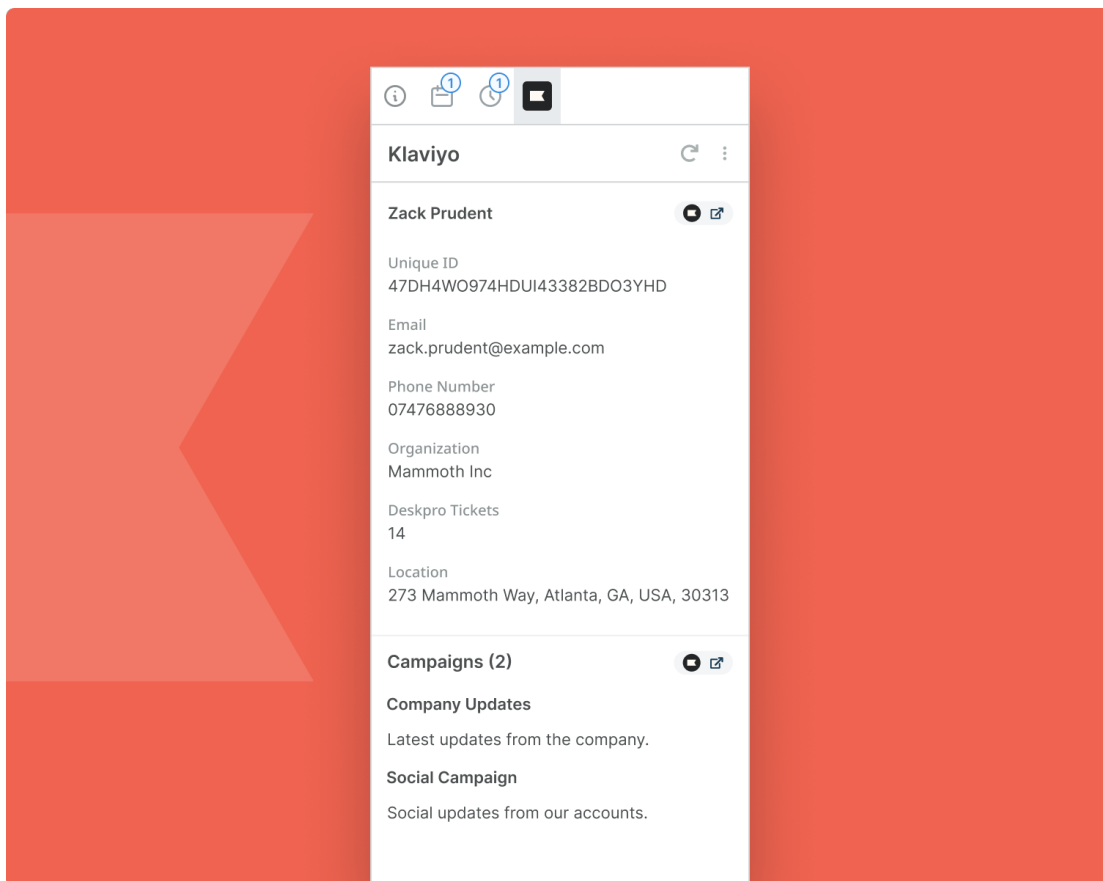 1
1
Klaviyo
Zack Prudent
Unique ID
47DH4WO974HDUI43382BDO3YHD
Email
zack.prudent@example.com
Phone Number
07476888930
Organization
Mammoth Inc
Deskpro Tickets
14
Location
273 Mammoth Way, Atlanta, GA, USA, 30313
Campaigns (2)
Company Updates
Latest updates from the company.
Social Campaign
Social updates from our accounts.